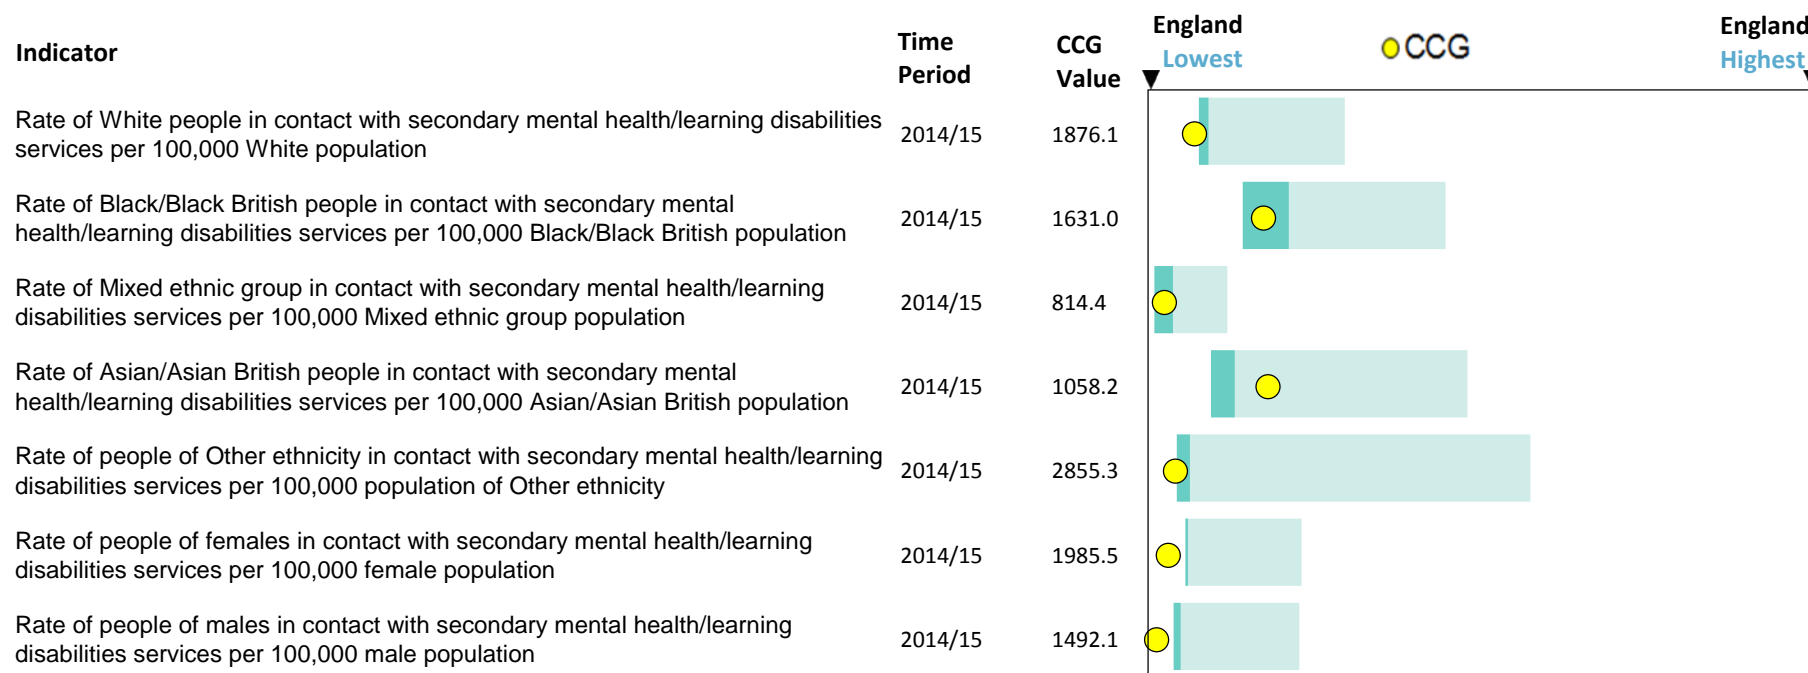 Indicator
Time
Period
CCG
Value
England
Lowest
CCG
England
Highest
Rate of White people in contact with secondary mental health/learning disabilities
services per 100,000 White population
2014/15
1876.1
Rate of Black/Black British people in contact with secondary mental
health/learning disabilities services per 100,000 Black/Black British population
2014/15
1631.0
Rate of Mixed ethnic group in contact with secondary mental health/learning
disabilities services per 100,000 Mixed ethnic group population
2014/15
814.4
Rate of Asian/Asian British people in contact with secondary mental
health/learning disabilities services per 100,000 Asian/Asian British population
2014/15
1058.2
Rate of people of Other ethnicity in contact with secondary mental health/learning
disabilities services per 100,000 population of Other ethnicity
2014/15
2855.3
Rate of people of females in contact with secondary mental health/learning
disabilities services per 100,000 female population
2014/15
1985.5
Rate of people of males in contact with secondary mental health/learning
disabilities services per 100,000 male population
2014/15
1492.1